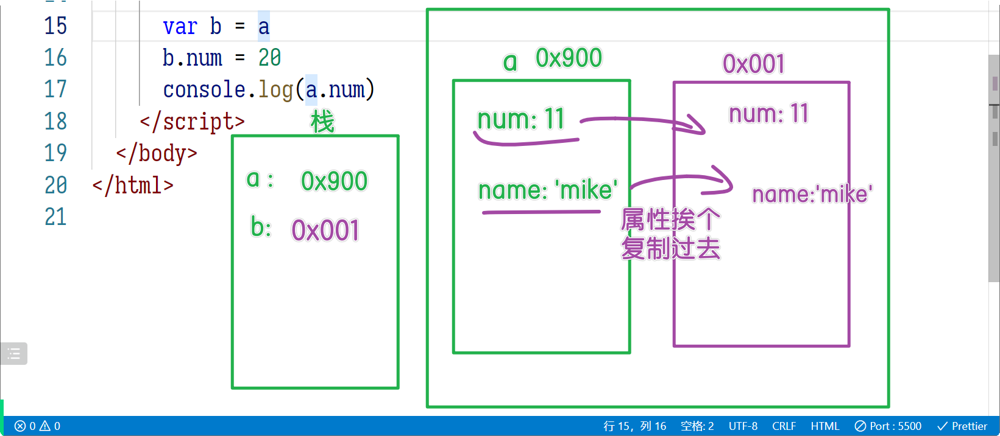 15 var b = a
16 b.num = 20
17 console.log(a.num)
18 </script>
19 </body>
20 </html>
21
栈
a : 0x900
b: 0x001
a 0x900
num: 11
name: 'mike'
0x001
num: 11
name:'mike'
属性挨个
复制过去
0 0 行 15，列 16 空格: 2 UTF-8 CRLF HTML Port : 5500 Prettier